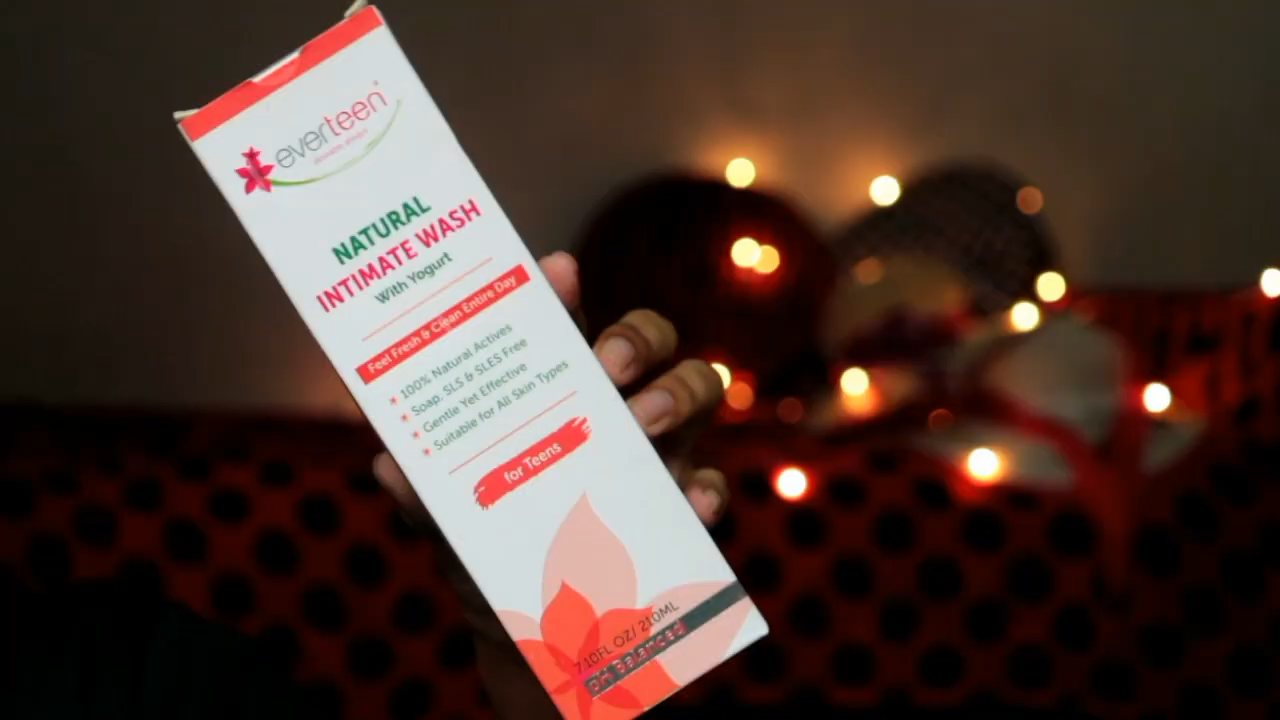 everteen®
NATURAL
INTIMATE WASH
With Yogurt
Feel Fresh & Clean Entire Day
100% Natural Actives
Soap, SLS & SLES Free
Gentle Yet Effective
Suitable for All Skin Types
for Teens
7.10FL OZ/ 210ML
pH Balanced